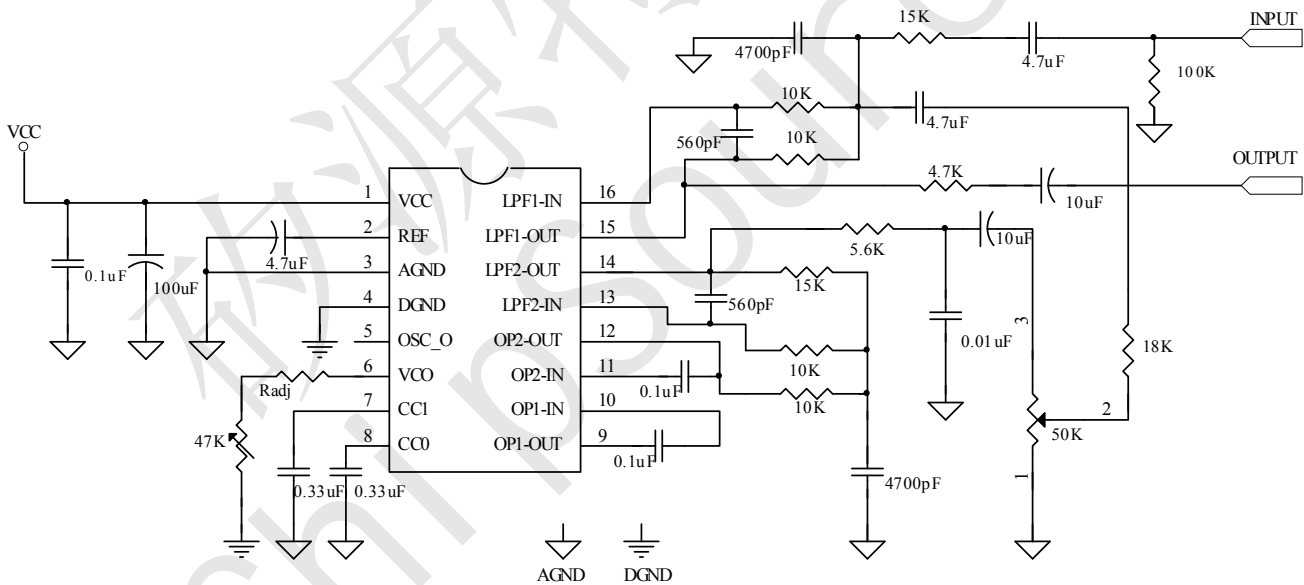 15K
INPUT
4700pF
4.7uF
100K
10K
4.7uF
VCC
560pF
10K
OUTPUT
4.7K
10uF
1 VCC LPF1-IN 16
2 REF LPF1-OUT 15
3 AGND LPF2-OUT 14
4 DGND LPF2-IN 13
5 OSC_O OP2-OUT 12
6 VCO OP2-IN 11
7 CC1 OP1-IN 10
8 CC0 OP1-OUT 9
0.1uF
100uF
4.7uF
5.6K
10uF
15K
560pF
0.01uF
3
18K
10K
Radj
0.1uF
10K
2
47K
50K
0.1uF
0.33uF
0.33uF
4700pF
1
AGND
DGND
矽源特
ChipSourc